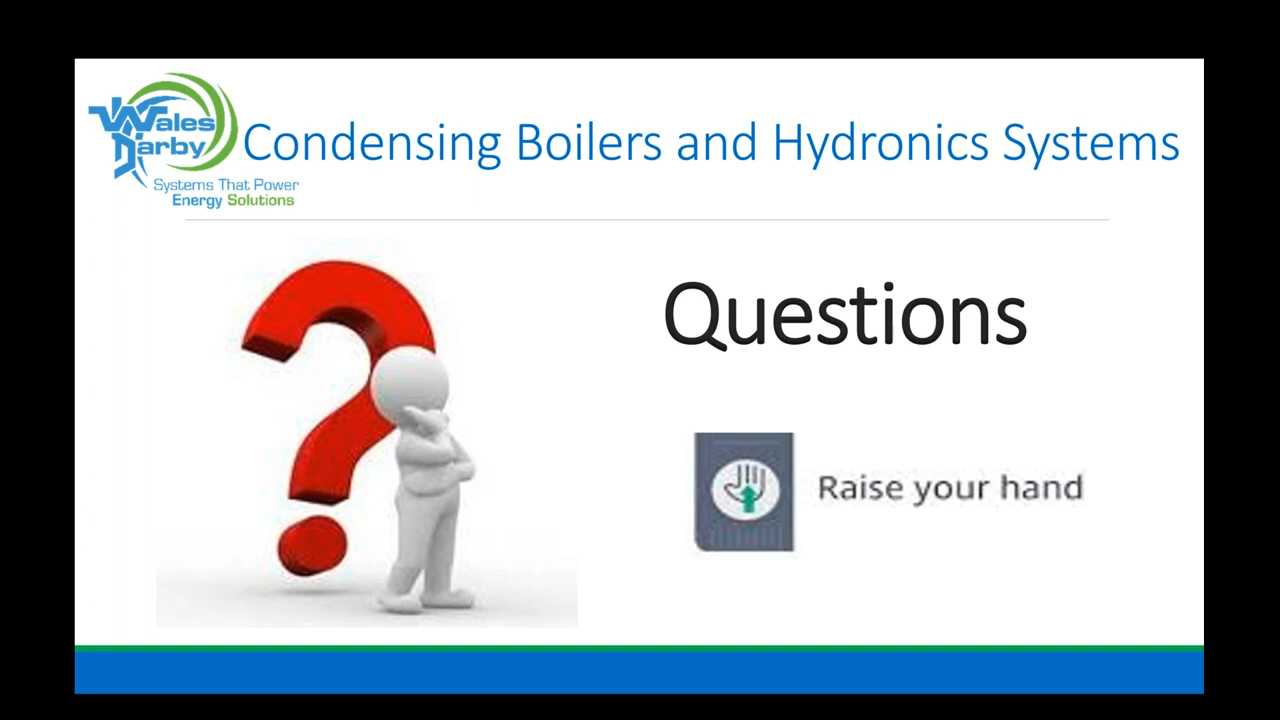 Wales Darby
Systems That Power
Energy Solutions
Condensing Boilers and Hydronics Systems
Questions
Raise your hand